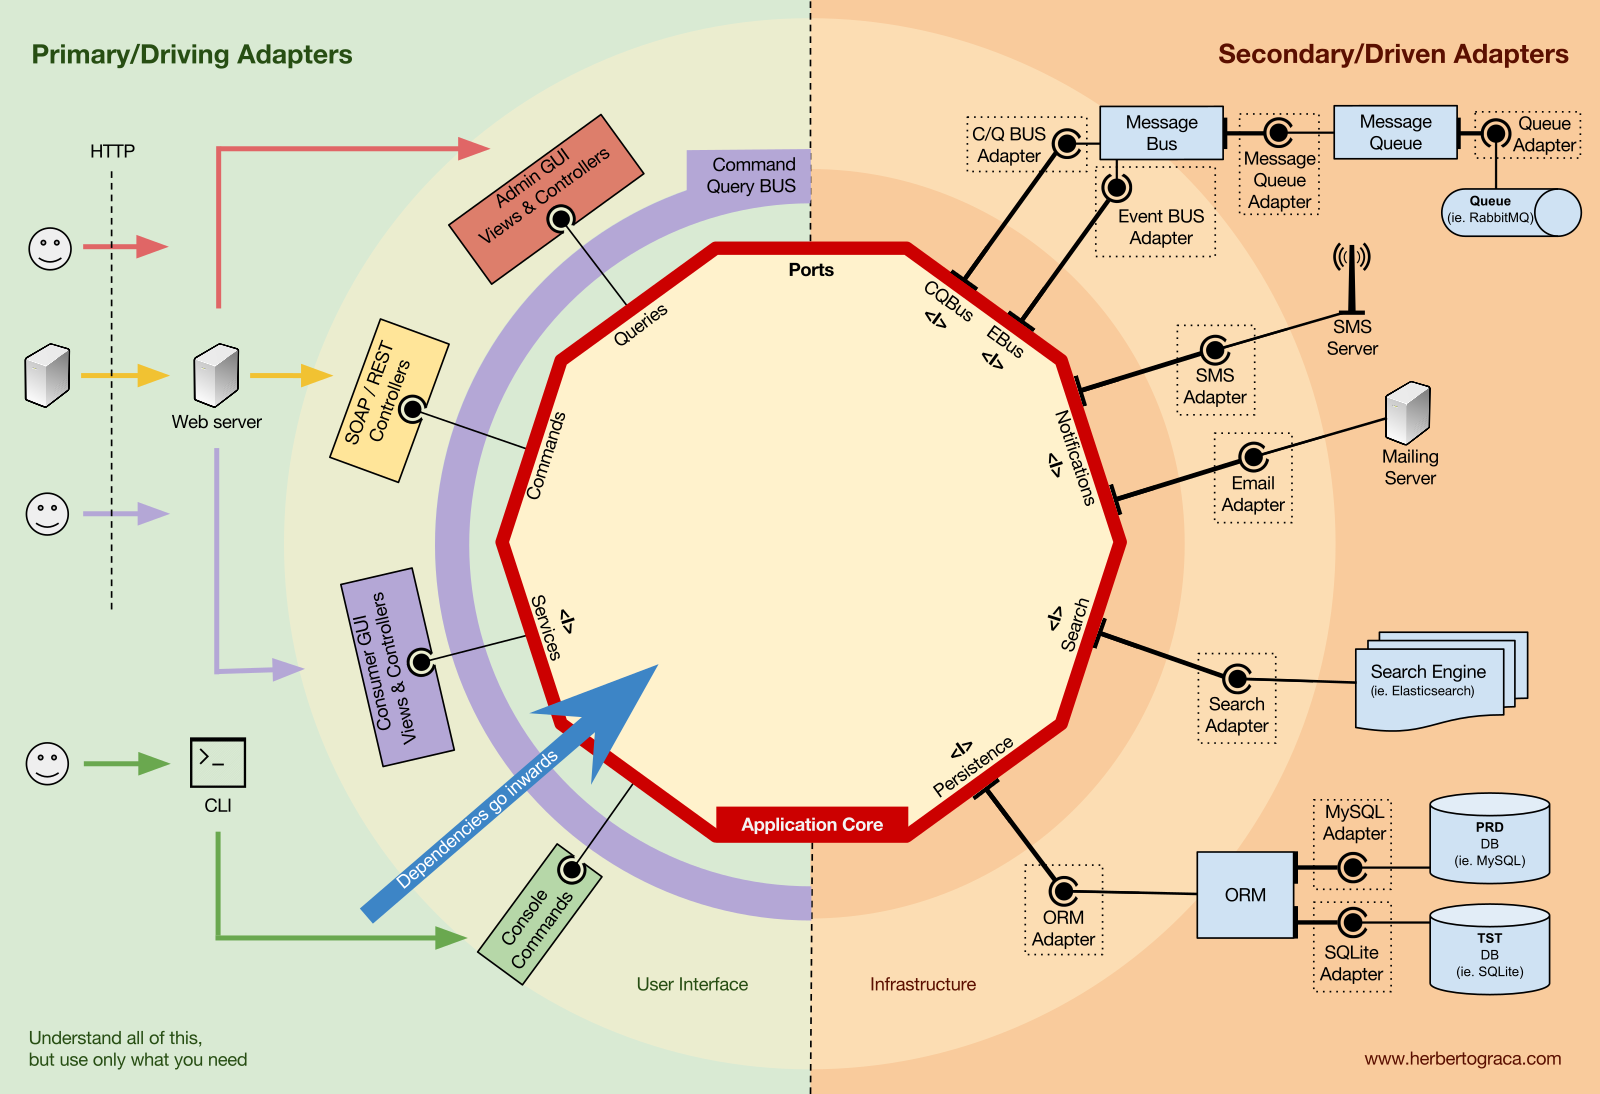 Primary/Driving Adapters
Secondary/Driven Adapters
HTTP
Web server
CLI
Admin GUI
Views & Controllers
SOAP / REST
Controllers
Consumer GUI
Views & Controllers
Console
Commands
Command
Query BUS
Ports
Queries
Commands
Services
</>
Dependencies go inwards
Application Core
CQBus
</>
EBus
</>
Notifications
</>
Search
</>
Persistence
</>
C/Q BUS
Adapter
Message
Bus
Event BUS
Adapter
Message
Queue
Adapter
Message
Queue
Queue
Adapter
Queue
(ie. RabbitMQ)
SMS
Server
SMS
Adapter
Mailing
Server
Email
Adapter
Search Engine
(ie. Elasticsearch)
Search
Adapter
ORM
Adapter
ORM
MySQL
Adapter
PRD
DB
(ie. MySQL)
SQLite
Adapter
TST
DB
(ie. SQLite)
User Interface
Infrastructure
Understand all of this,
but use only what you need
www.herbertograca.com